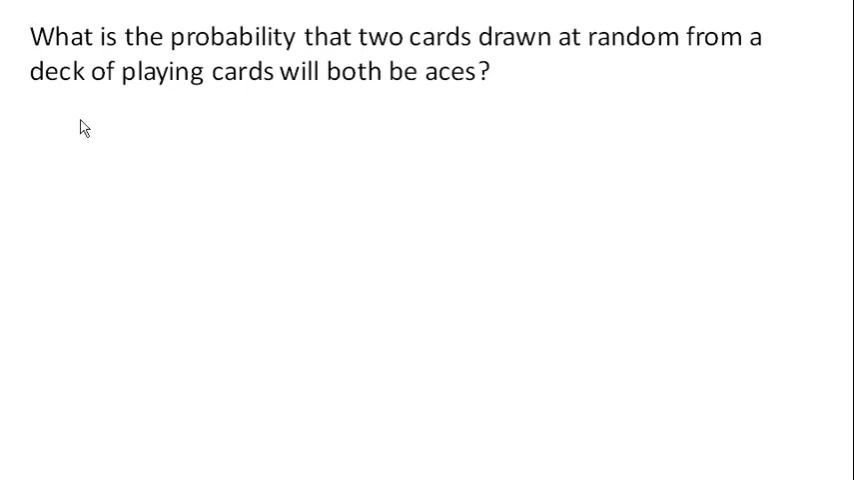 What is the probability that two cards drawn at random from a
deck of playing cards will both be aces?